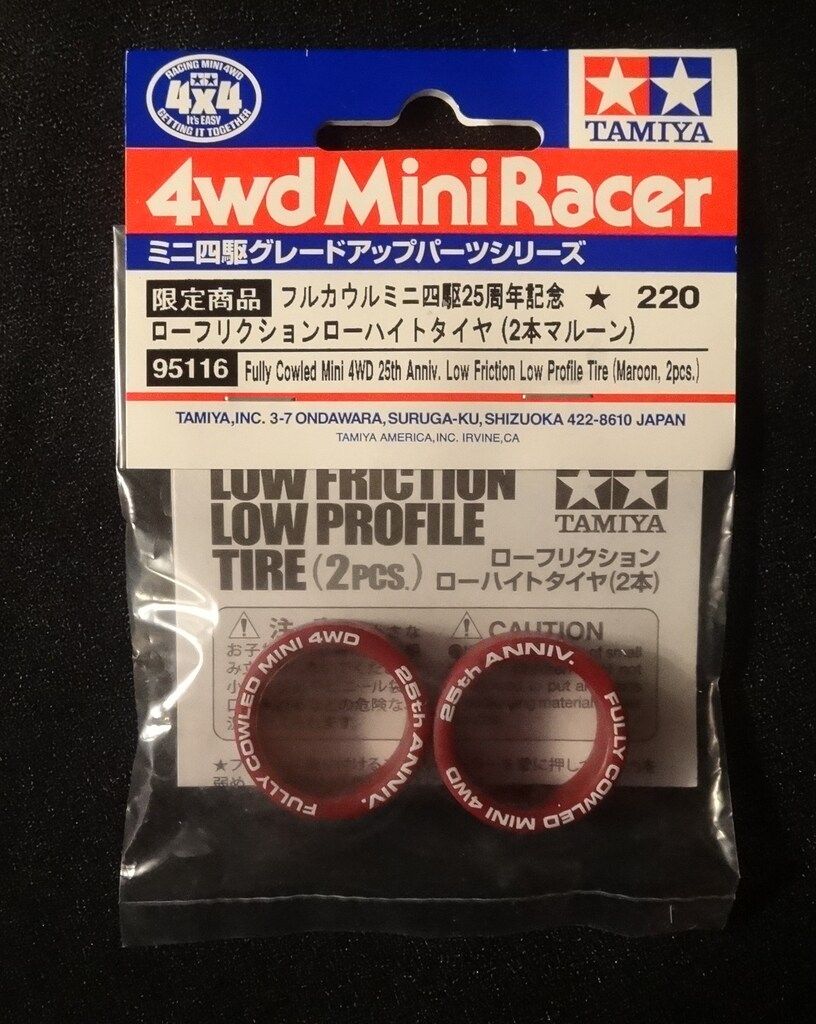 RACING MINI 4WD
4x4
It's EASY
GETTING IT TOGETHER
TAMIYA
4wd Mini Racer
ミニ四駆グレードアップパーツシリーズ
限定商品 フルカウルミニ四駆25周年記念 ★ 220
ローフリクションローハイトタイヤ (2本マルーン)
95116 Fully Cowled Mini 4WD 25th Anniv. Low Friction Low Profile Tire (Maroon, 2pcs.)
TAMIYA,INC. 3-7 ONDAWARA, SURUGA-KU, SHIZUOKA 422-8610 JAPAN
TAMIYA AMERICA,INC. IRVINE,CA
LOW FRICTION
LOW PROFILE
TIRE (2PCS.)
TAMIYA
ローフリクション
ローハイトタイヤ(2本)
注
CAUTION
small
not
FULLY COWLED MINI 4WD 25th ANNIV.
25th ANNIV. FULLY COWLED MINI 4WD